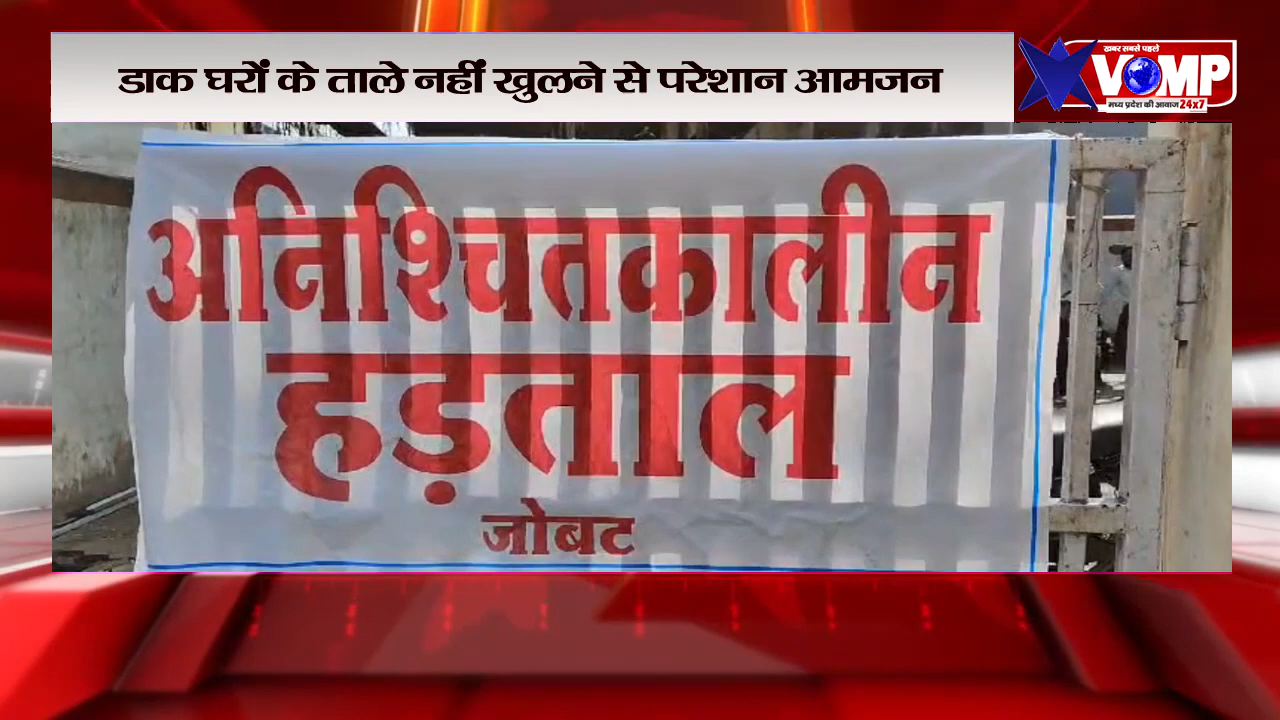 डाक घरों के ताले नहीं खुलने से परेशान आमजन
खबर सबसे पहले
VOMP
मध्य प्रदेश की आवाज 24x7
अनिश्चितकालीन
हड़ताल
जोबट